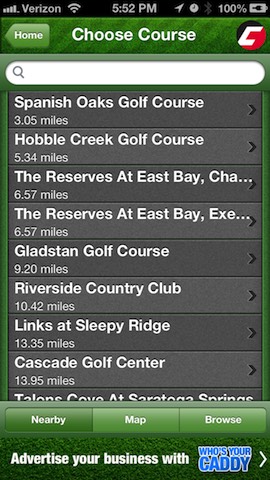 Verizon 5:52 PM 100%
Home Choose Course C
Spanish Oaks Golf Course
3.05 miles
Hobble Creek Golf Course
5.34 miles
The Reserves At East Bay, Cha...
6.57 miles
The Reserves At East Bay, Exe...
6.57 miles
Gladstan Golf Course
9.20 miles
Riverside Country Club
10.42 miles
Links at Sleepy Ridge
13.35 miles
Cascade Golf Center
13.95 miles
Talons Cove At Saratoga Springs
Nearby Map Browse
Advertise your business with WHO'S YOUR
CADDY